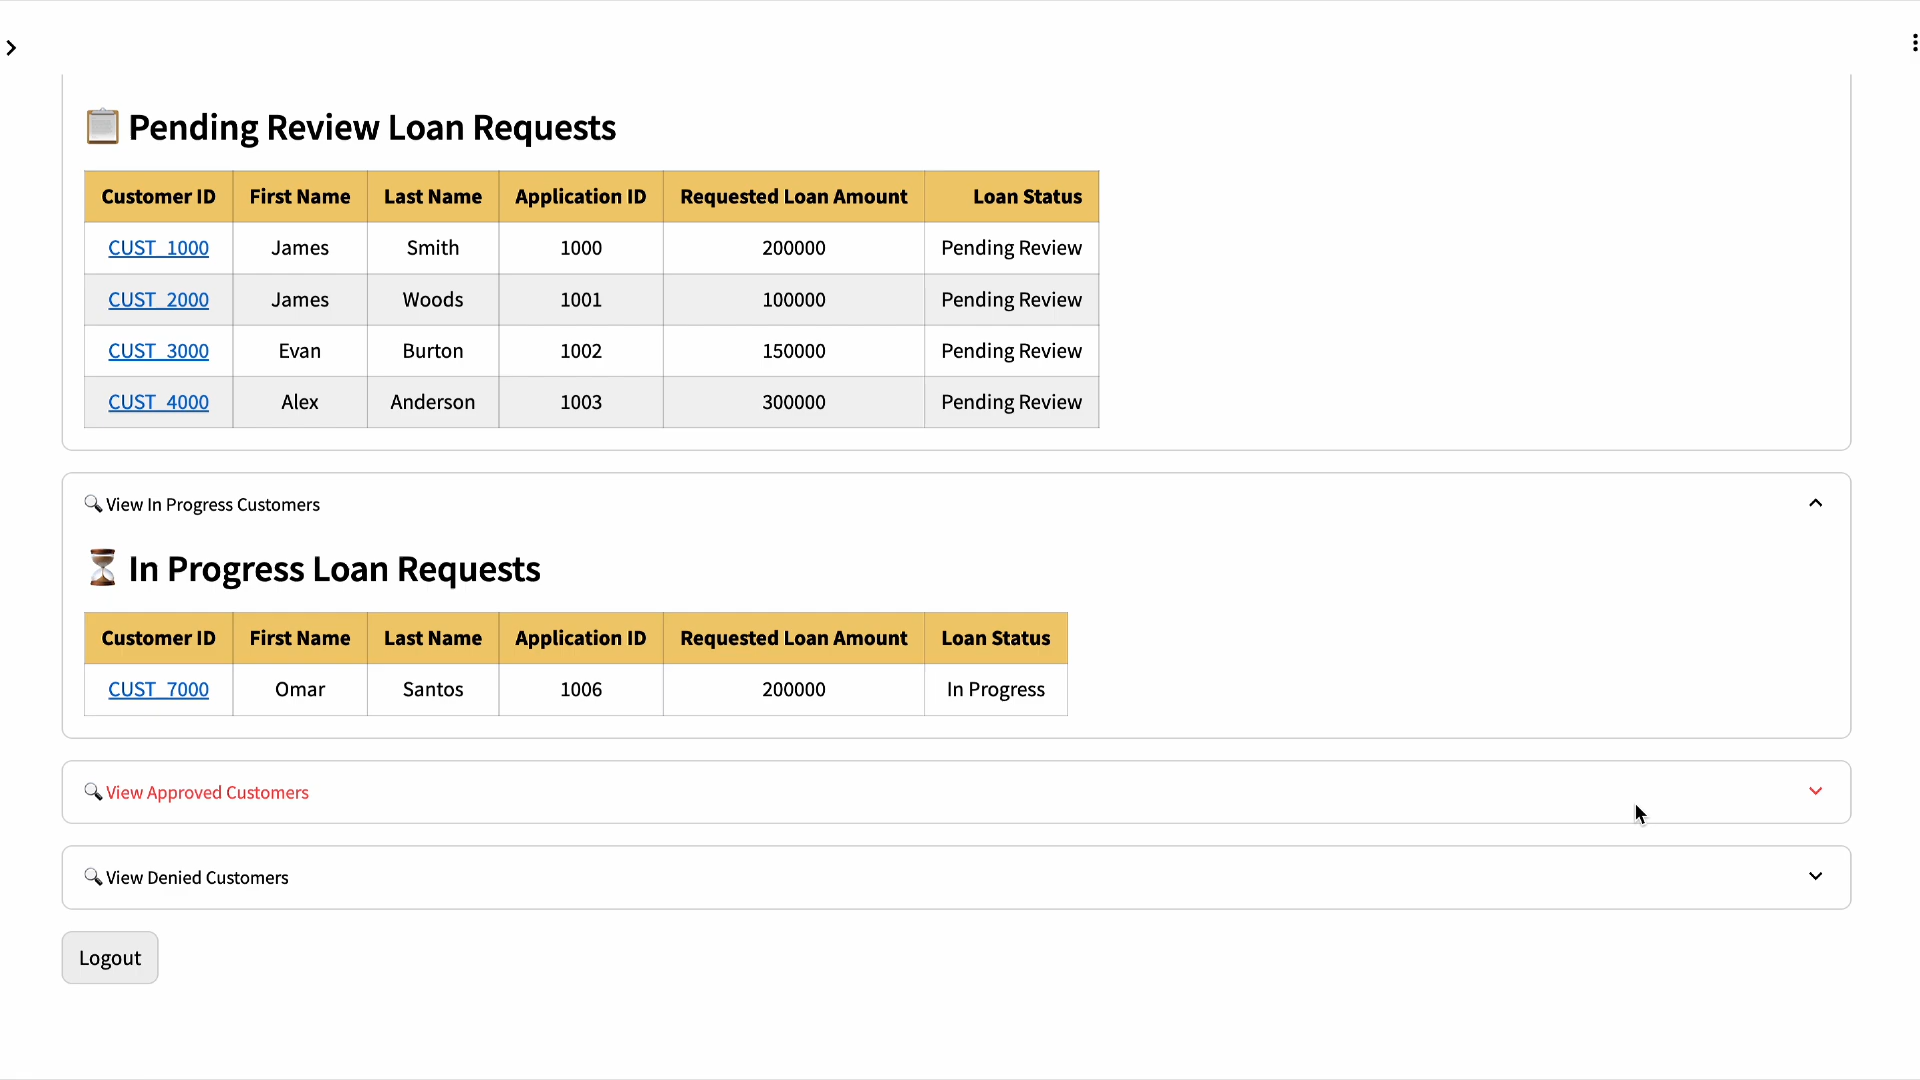 Pending Review Loan Requests
Customer ID First Name Last Name Application ID Requested Loan Amount Loan Status
CUST_1000 James Smith 1000 200000 Pending Review
CUST_2000 James Woods 1001 100000 Pending Review
CUST_3000 Evan Burton 1002 150000 Pending Review
CUST_4000 Alex Anderson 1003 300000 Pending Review
View In Progress Customers
In Progress Loan Requests
Customer ID First Name Last Name Application ID Requested Loan Amount Loan Status
CUST_7000 Omar Santos 1006 200000 In Progress
View Approved Customers
View Denied Customers
Logout